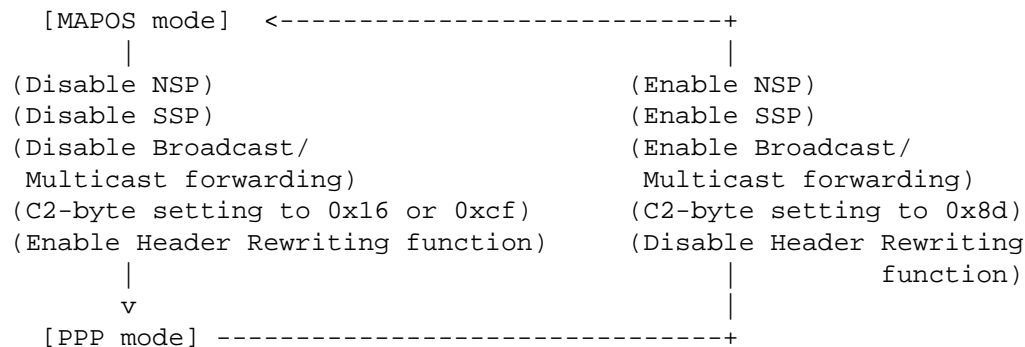 [MAPOS mode] <-----------------------------+
| |
(Disable NSP) (Enable NSP)
(Disable SSP) (Enable SSP)
(Disable Broadcast/ (Enable Broadcast/
Multicast forwarding) Multicast forwarding)
(C2-byte setting to 0x16 or 0xcf) (C2-byte setting to 0x8d)
(Enable Header Rewriting function) (Disable Header Rewriting
| | function)
v |
[PPP mode] ---------------------------------+